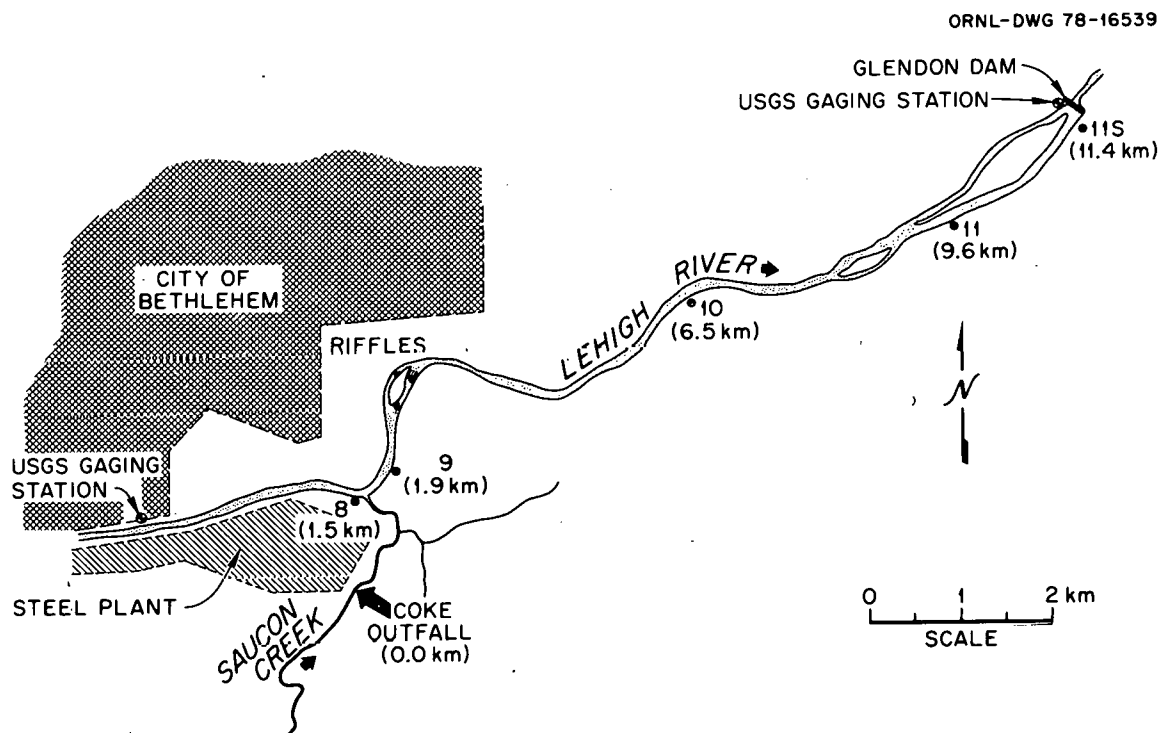 ORNL-DWG 78-16539
GLENDON DAM
USGS GAGING STATION
11S
(11.4 km)
11
(9.6 km)
RIVER
10
(6.5 km)
LEHIGH
CITY OF
BETHLEHEM
RIFFLES
N
USGS GAGING
STATION
9
(1.9 km)
8
(1.5 km)
STEEL PLANT
SAUCON
CREEK
COKE
OUTFALL
(0.0 km)
0 1 2 km
SCALE